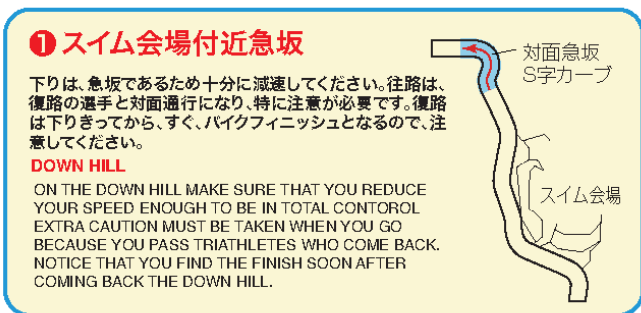 ❶スイム会場付近急坂
下りは、急坂であるため十分に減速してください。往路は、
復路の選手と対面通行になり、特に注意が必要です。復路
は下りきってから、すぐ、バイクフィニッシュとなるので、注
意してください。
DOWN HILL
ON THE DOWN HILL MAKE SURE THAT YOU REDUCE
YOUR SPEED ENOUGH TO BE IN TOTAL CONTOROL
EXTRA CAUTION MUST BE TAKEN WHEN YOU GO
BECAUSE YOU PASS TRIATHLETES WHO COME BACK.
NOTICE THAT YOU FIND THE FINISH SOON AFTER
COMING BACK THE DOWN HILL.
対面急坂
S字カーブ
スイム会場